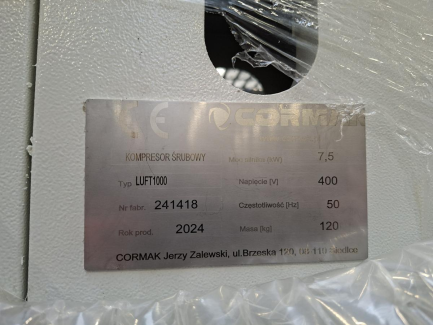 CE CORMAK
KOMPRESOR ŚRUBOWY [kW] 7,5
Typ LUFT1000 Napięcie [V] 400
Nr fabr. 241418 Częstotliwość [Hz] 50
Rok prod. 2024 Masa [kg] 120
CORMAK Jerzy Zalewski, ul.Brzeska